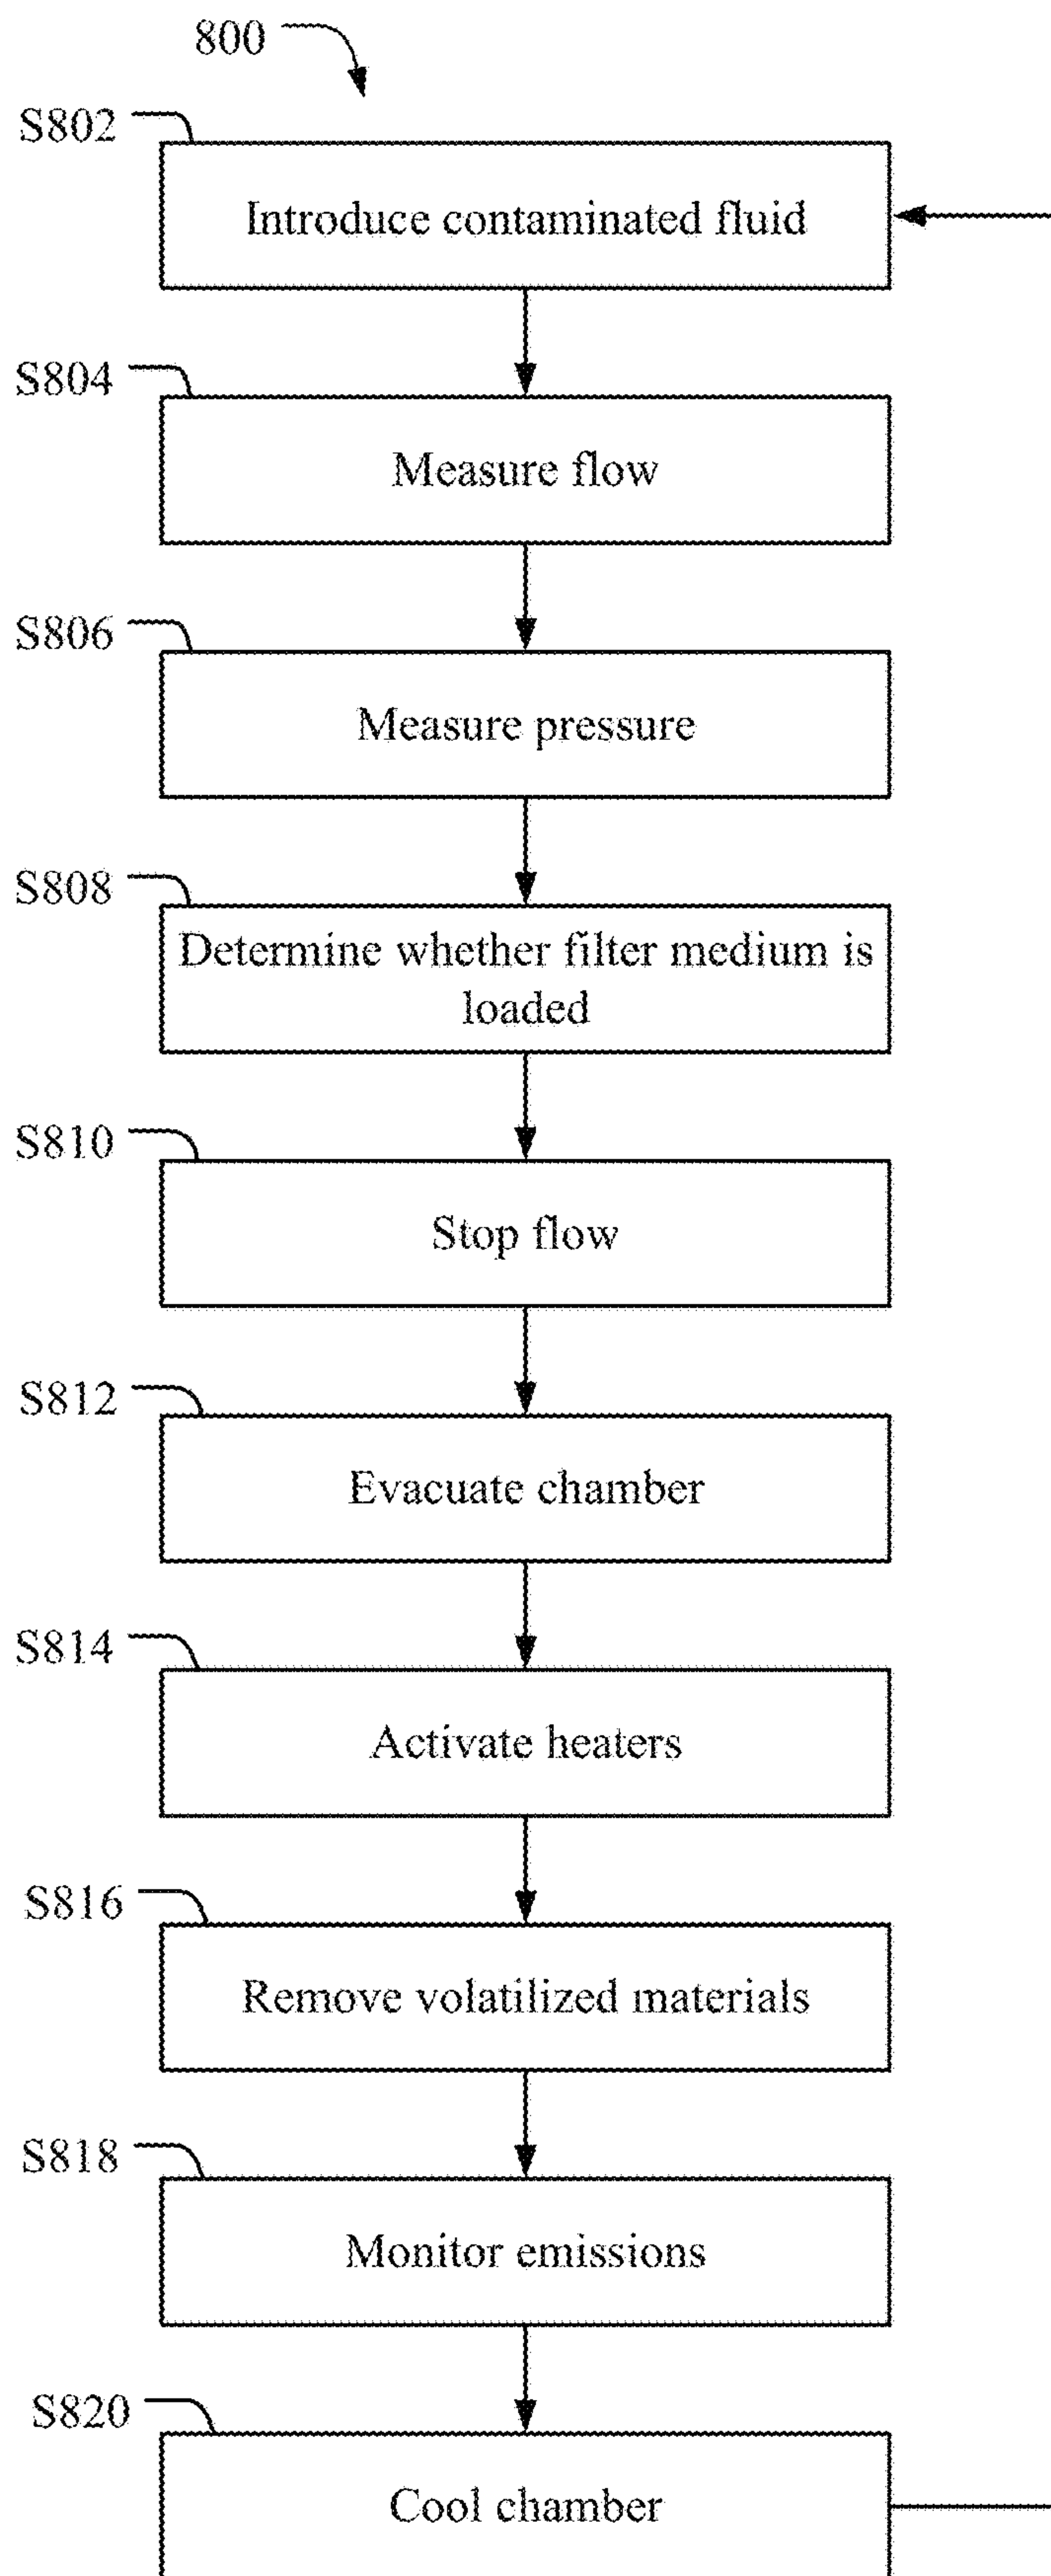 800
S802
Introduce contaminated fluid
S804
Measure flow
S806
Measure pressure
S808
Determine whether filter medium is
loaded
S810
Stop flow
S812
Evacuate chamber
S814
Activate heaters
S816
Remove volatilized materials
S818
Monitor emissions
S820
Cool chamber